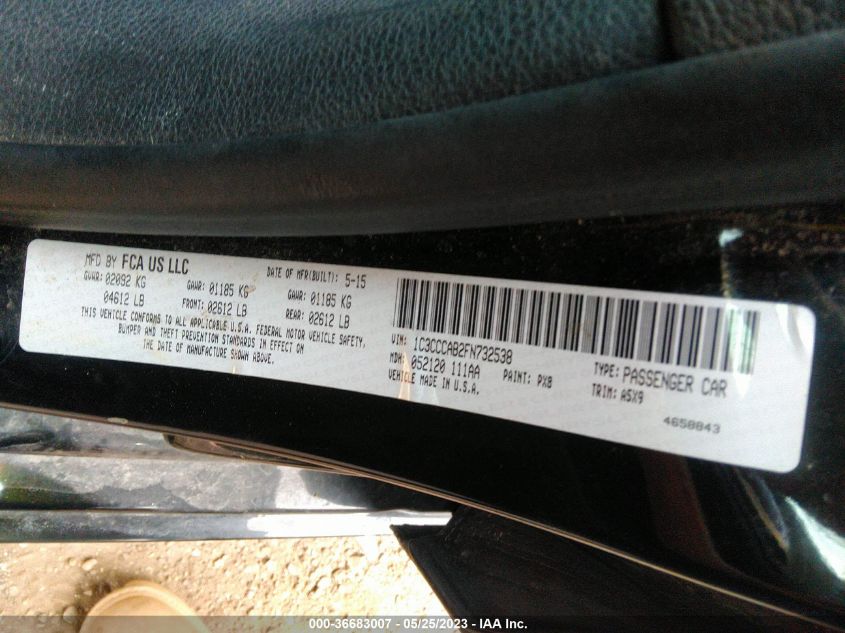 MFD BY FCA US LLC
DATE OF MFR(BUILT): 5-15
GVWR: 02092 KG
GAWR: 01185 KG
GAWR: 01185 KG
04612 LB
FRONT: 02612 LB
REAR: 02612 LB
THIS VEHICLE CONFORMS TO ALL APPLICABLE U.S.A. FEDERAL MOTOR VEHICLE SAFETY,
BUMPER AND THEFT PREVENTION STANDARDS IN EFFECT ON
THE DATE OF MANUFACTURE SHOWN ABOVE.
VIN: 1C3CCCAB2FN732538
TYPE: PASSENGER CAR
MDH: 052120 111AA
PAINT: PX8
TRIM: A5X9
VEHICLE MADE IN U.S.A.
4658843
000-36683007 - 05/25/2023 - IAA Inc.